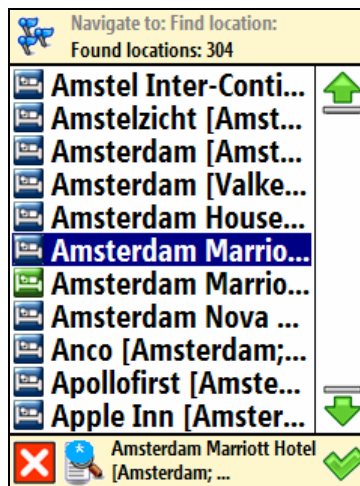 Navigate to: Find location:
Found locations: 304
Amstel Inter-Conti...
Amstelzicht [Amst...
Amsterdam [Amst...
Amsterdam [Valke...
Amsterdam House...
Amsterdam Marrio...
Amsterdam Marrio...
Amsterdam Nova ...
Anco [Amsterdam;...
Apollofirst [Amste...
Apple Inn [Amster...
Amsterdam Marriott Hotel
[Amsterdam; ...